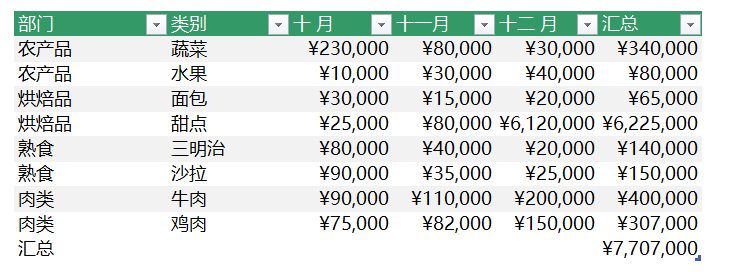 部门 类别 十 月 十一月 十二 月 汇总
农产品 蔬菜 ¥230,000 ¥80,000 ¥30,000 ¥340,000
农产品 水果 ¥10,000 ¥30,000 ¥40,000 ¥80,000
烘焙品 面包 ¥30,000 ¥15,000 ¥20,000 ¥65,000
烘焙品 甜点 ¥25,000 ¥80,000 ¥6,120,000 ¥6,225,000
熟食 三明治 ¥80,000 ¥40,000 ¥20,000 ¥140,000
熟食 沙拉 ¥90,000 ¥35,000 ¥25,000 ¥150,000
肉类 牛肉 ¥90,000 ¥110,000 ¥200,000 ¥400,000
肉类 鸡肉 ¥75,000 ¥82,000 ¥150,000 ¥307,000
汇总 ¥7,707,000